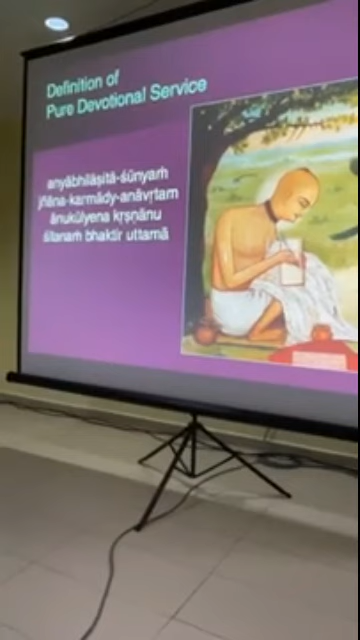 Definition of
Pure Devotional Service
anyābhilāṣitā-śūnyaṁ
jñāna-karmādy-anāvṛtam
ānukūlyena kṛṣṇānu
śīlanaṁ bhaktir uttamā